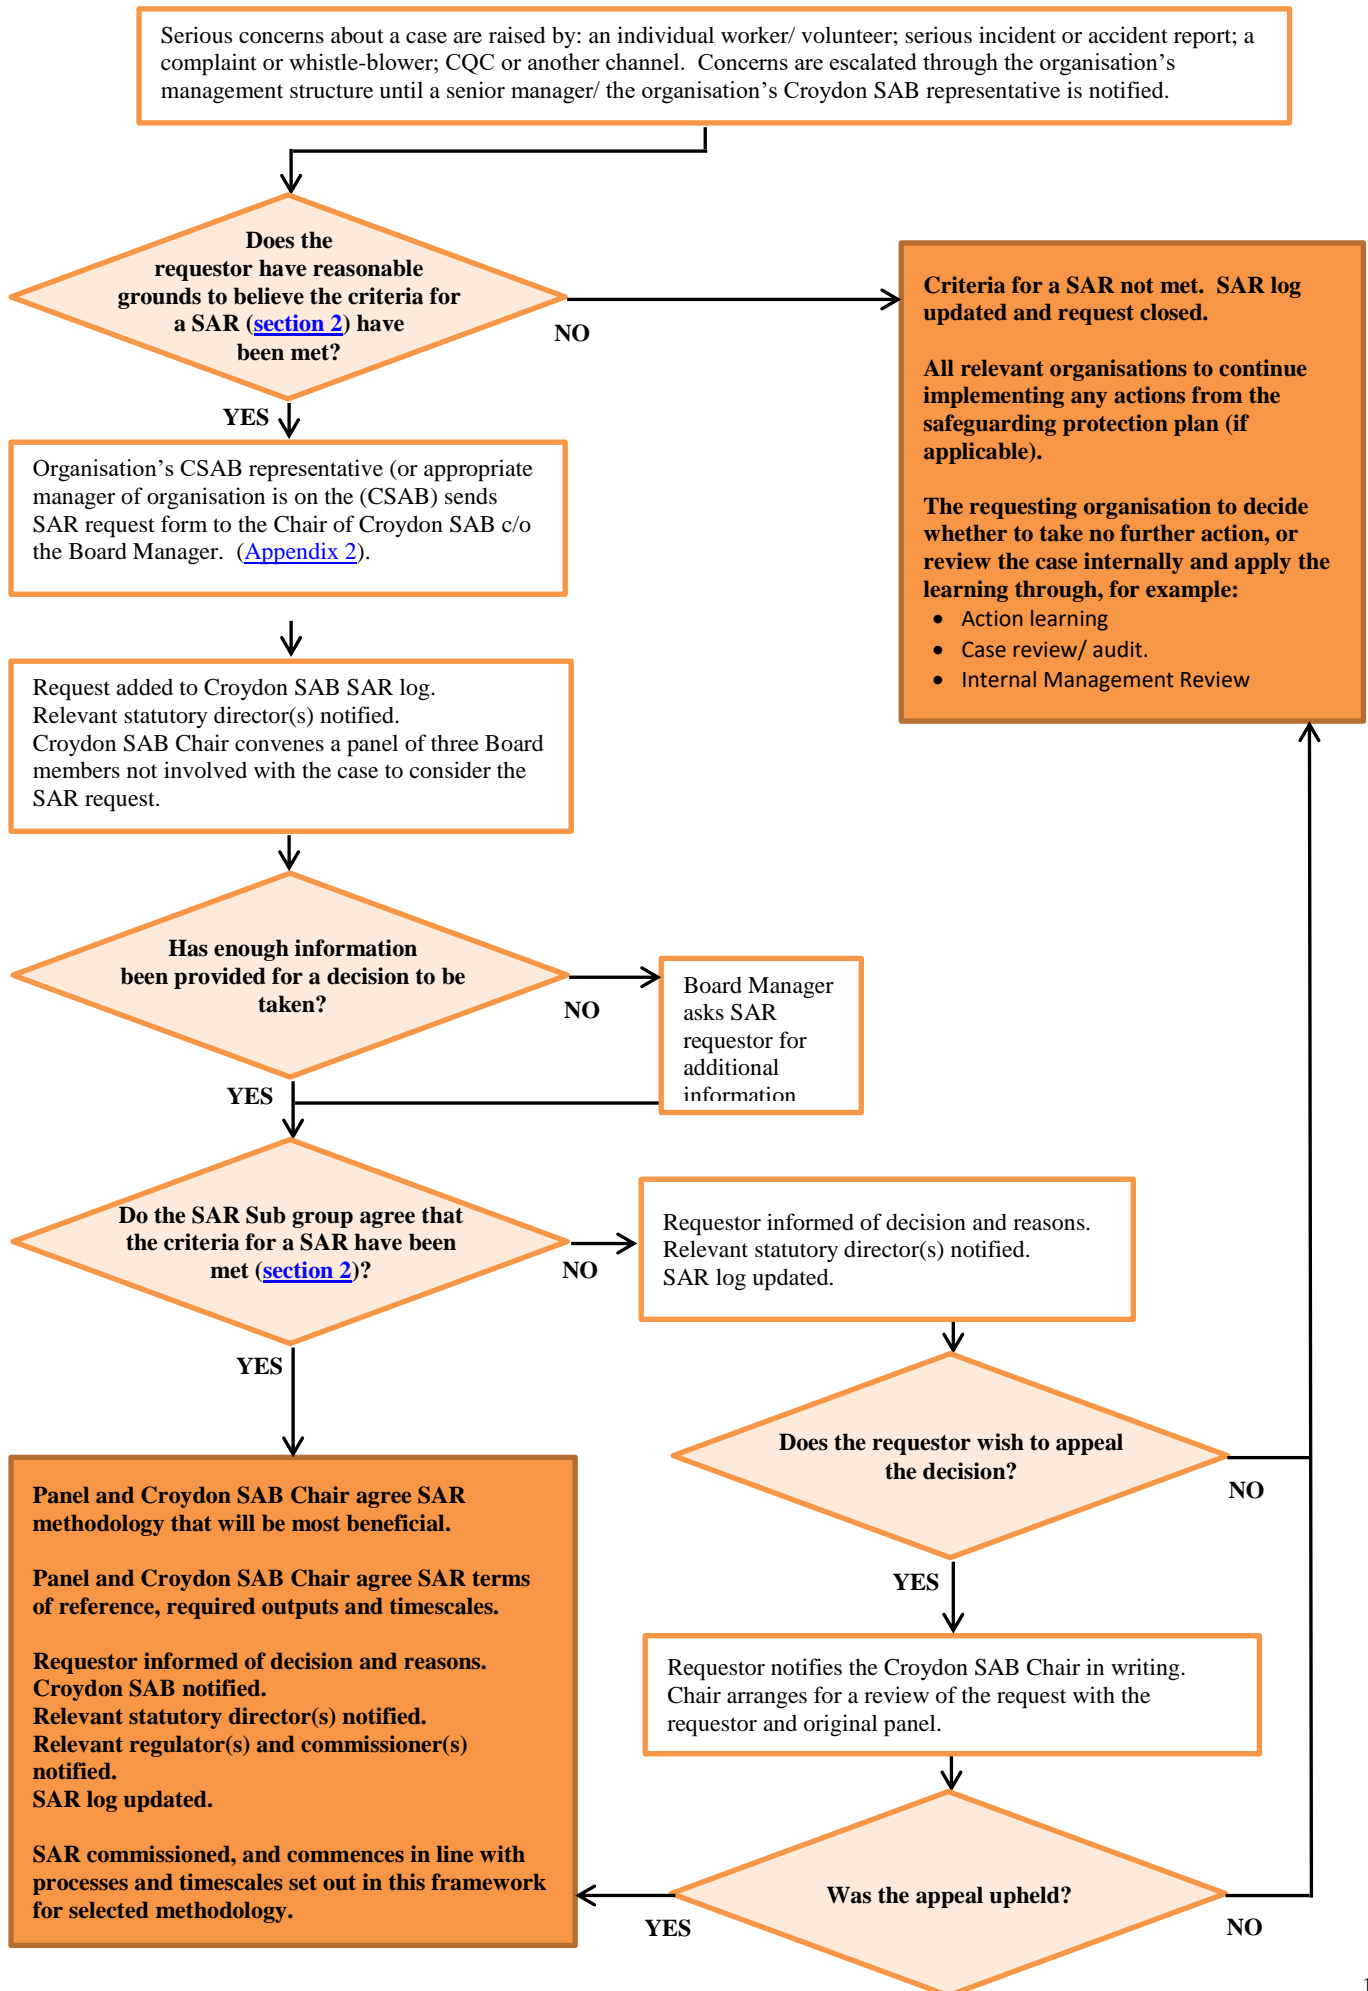 Serious concerns about a case are raised by: an individual worker/ volunteer; serious incident or accident report; a
complaint or whistle-blower; CQC or another channel.  Concerns are escalated through the organisation's
management structure until a senior manager/ the organisation's Croydon SAB representative is notified.
Does the
requestor have reasonable
grounds to believe the criteria for
a SAR (section 2) have
been met?
NO
YES
Criteria for a SAR not met.  SAR log
updated and request closed.
All relevant organisations to continue
implementing any actions from the
safeguarding protection plan (if
applicable).
The requesting organisation to decide
whether to take no further action, or
review the case internally and apply the
learning through, for example:
• Action learning
• Case review/ audit.
• Internal Management Review
Organisation's CSAB representative (or appropriate
manager of organisation is on the (CSAB) sends
SAR request form to the Chair of Croydon SAB c/o
the Board Manager.  (Appendix 2).
Request added to Croydon SAB SAR log.
Relevant statutory director(s) notified.
Croydon SAB Chair convenes a panel of three Board
members not involved with the case to consider the
SAR request.
Has enough information
been provided for a decision to be
taken?
NO
YES
Board Manager
asks SAR
requestor for
additional
information
Do the SAR Sub group agree that
the criteria for a SAR have been
met (section 2)?
NO
YES
Requestor informed of decision and reasons.
Relevant statutory director(s) notified.
SAR log updated.
Does the requestor wish to appeal
the decision?
NO
YES
Panel and Croydon SAB Chair agree SAR
methodology that will be most beneficial.
Panel and Croydon SAB Chair agree SAR terms
of reference, required outputs and timescales.
Requestor informed of decision and reasons.
Croydon SAB notified.
Relevant statutory director(s) notified.
Relevant regulator(s) and commissioner(s)
notified.
SAR log updated.
SAR commissioned, and commences in line with
processes and timescales set out in this framework
for selected methodology.
Requestor notifies the Croydon SAB Chair in writing.
Chair arranges for a review of the request with the
requestor and original panel.
Was the appeal upheld?
YES
NO
1